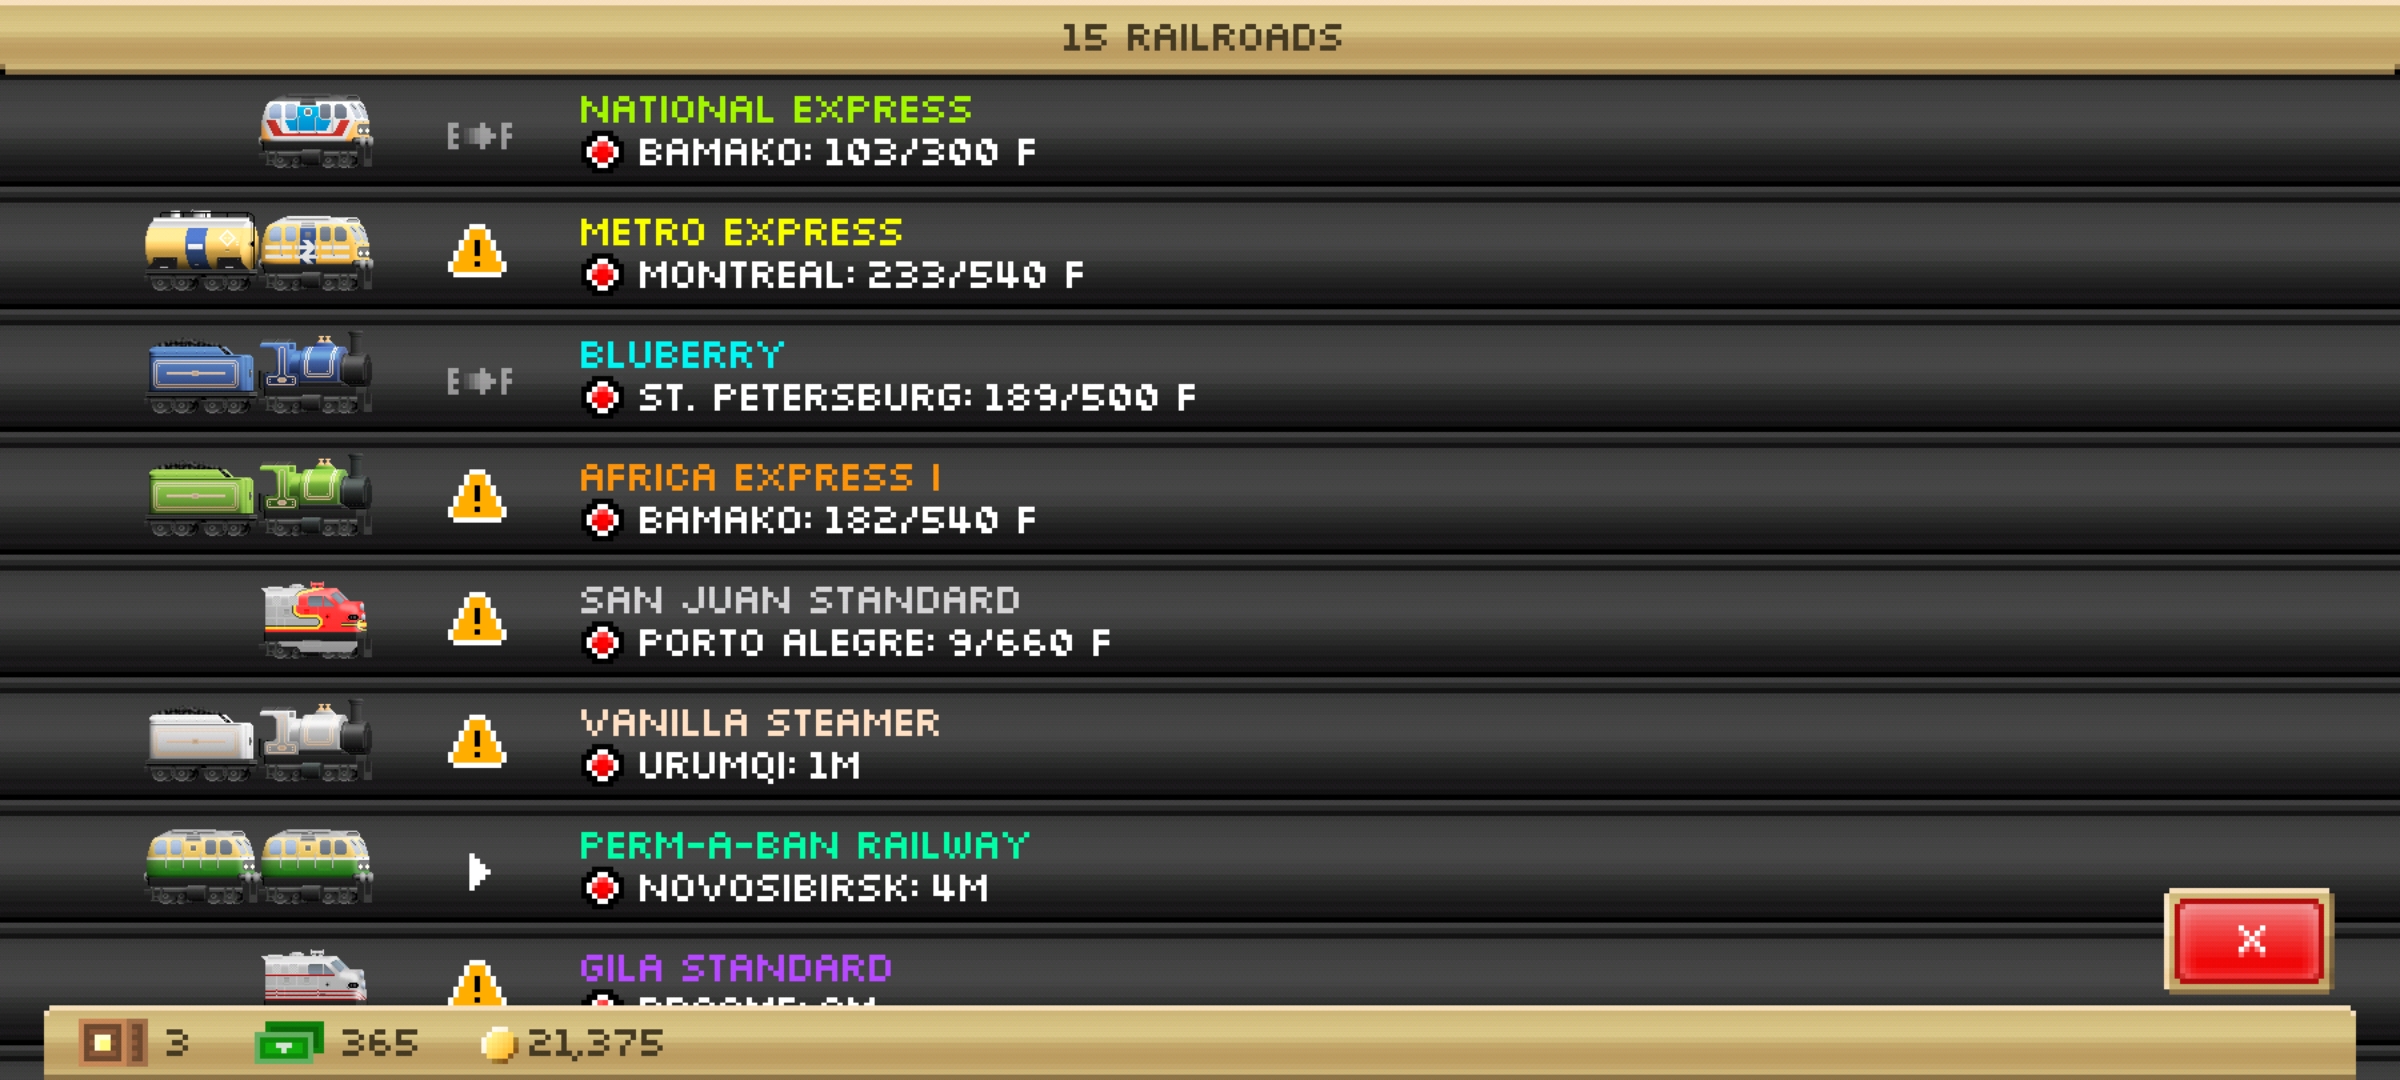 15 RAILROADS
NATIONAL EXPRESS
E F
BAMAKO: 103/300 F
METRO EXPRESS
MONTREAL: 233/540 F
BLUBERRY
E F
ST. PETERSBURG: 189/500 F
AFRICA EXPRESS I
BAMAKO: 182/540 F
SAN JUAN STANDARD
PORTO ALEGRE: 9/660 F
VANILLA STEAMER
URUMQI: 1M
PERM-A-BAN RAILWAY
NOVOSIBIRSK: 4M
GILA STANDARD
X
3 365 21,375